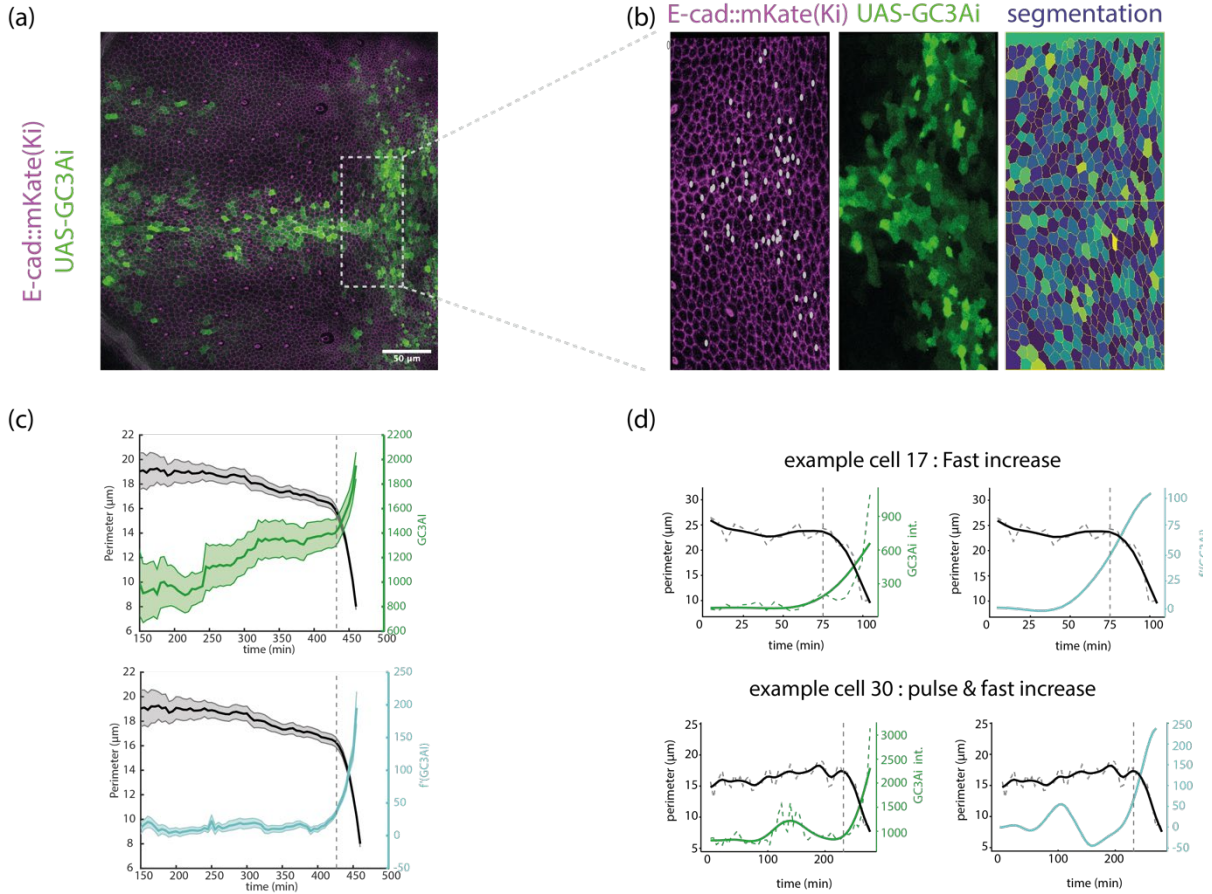 (a)
E-cad::mKate(Ki)
UAS-GC3Ai
50 µm
(b)
E-cad::mKate(Ki) UAS-GC3Ai segmentation
(c)
22
20
18
16
14
12
10
8
6
Perimeter (µm)
2200
2000
1800
1600
1400
1200
1000
800
600
GC3AI
150 200 250 300 350 400 450 500
time (min)
22
20
18
16
14
12
10
8
6
Perimeter (µm)
250
200
150
100
50
0
-50
f'(GC3AI)
150 200 250 300 350 400 450 500
time (min)
(d)
example cell 17 : Fast increase
30
25
20
15
10
perimeter (µm)
900
600
300
GC3Ai int.
0 25 50 75 100
time (min)
30
25
20
15
10
perimeter (µm)
100
75
50
25
0
0 25 50 75 100
time (min)
example cell 30 : pulse & fast increase
25
20
15
10
5
perimeter (µm)
3000
2500
2000
1500
1000
GC3Ai int.
0 100 200
time (min)
25
20
15
10
5
perimeter (µm)
250
200
150
100
50
0
-50
0 100 200
time (min)